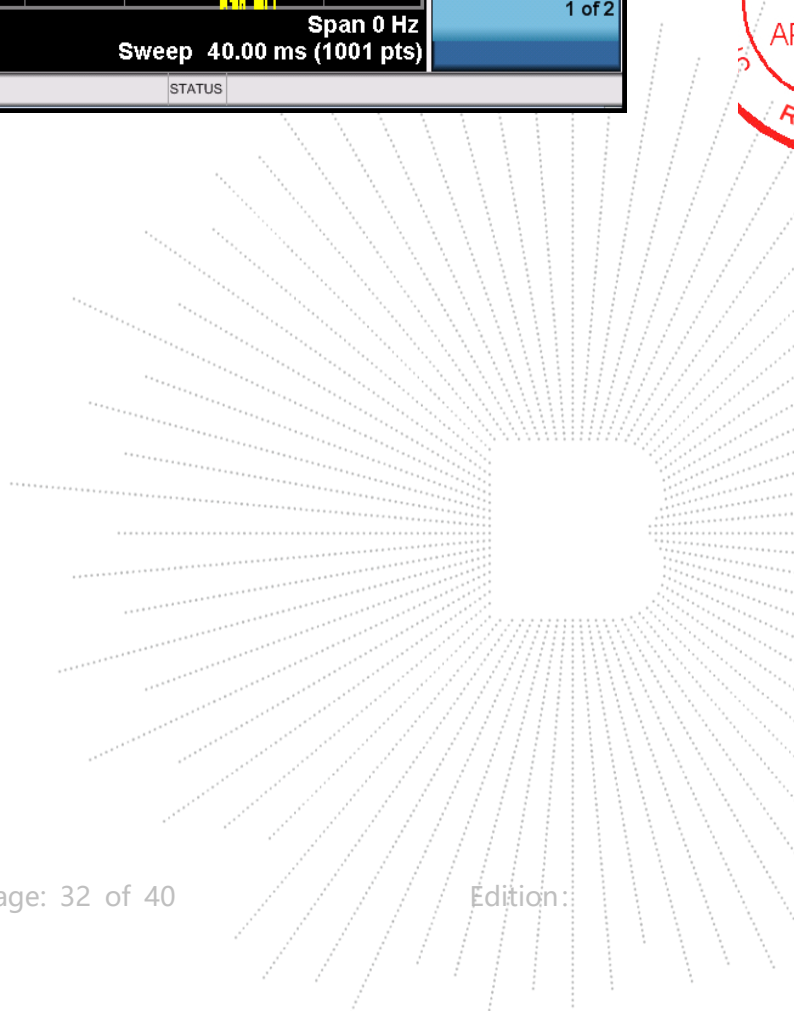 1 of 2
Span 0 Hz
Sweep 40.00 ms (1001 pts)
STATUS
age: 32 of 40
Edition: